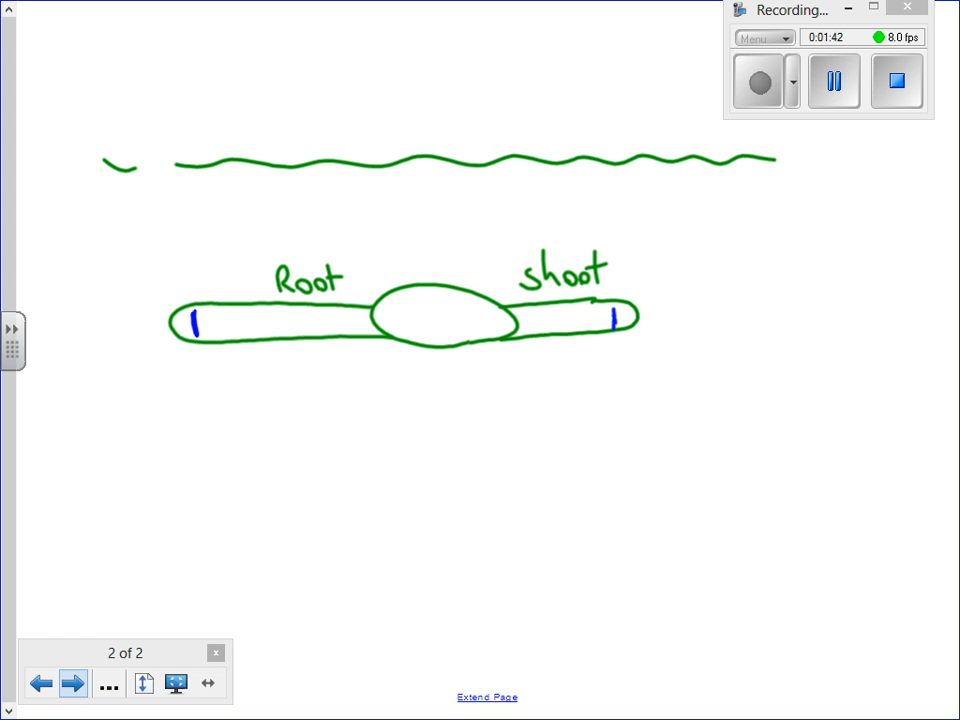 Recording...
Menu
0:01:42
8.0 fps
Root
shoot
2 of 2
Extend Page